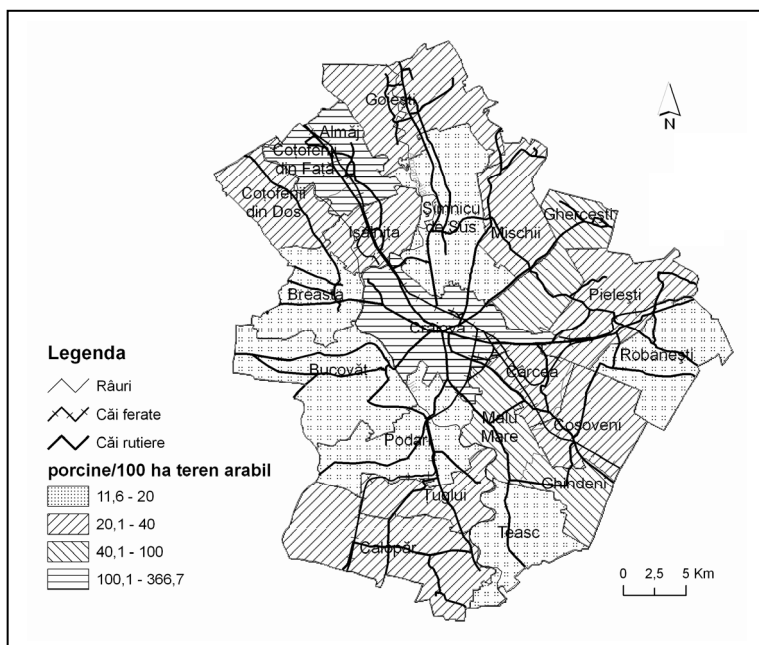 N
Goiești
Almăj
Coțofenii
din Față
Coțofenii
din Dos
Ișalnița
Șimnicu
de Sus
Mischii
Ghercești
Breasta
Pielești
Craiova
Robănești
Bucovăț
Cârcea
Coșoveni
Malu
Mare
Podari
Ghindeni
Țuglui
Teasc
Calopăr
Legenda
Râuri
Căi ferate
Căi rutiere
porcine/100 ha teren arabil
11,6 - 20
20,1 - 40
40,1 - 100
100,1 - 366,7
0 2,5 5 Km